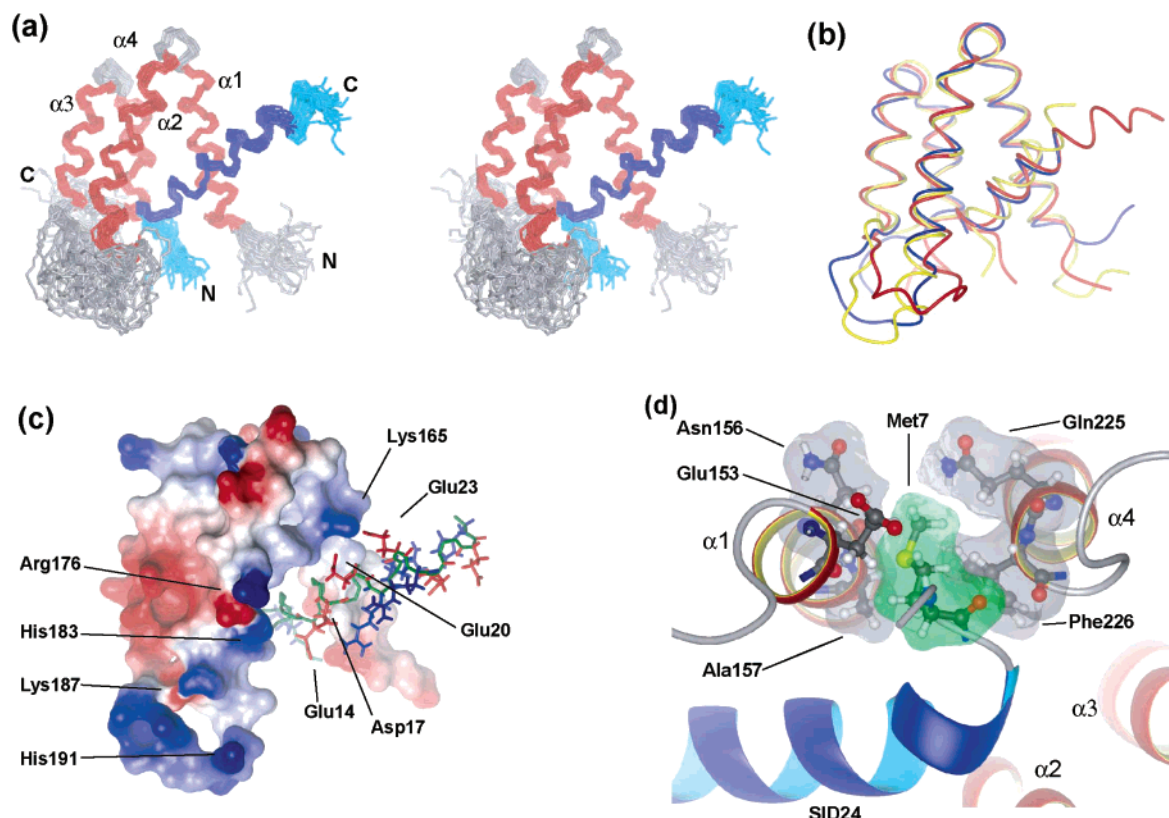 (a)
α4
α1
α3
α2
C
C
N
N
(b)
(c)
Lys165
Glu23
Arg176
His183
Glu20
Lys187
Glu14
Asp17
His191
(d)
Asn156
Met7
Gln225
Glu153
α1
α4
Ala157
Phe226
α3
α2
SID24